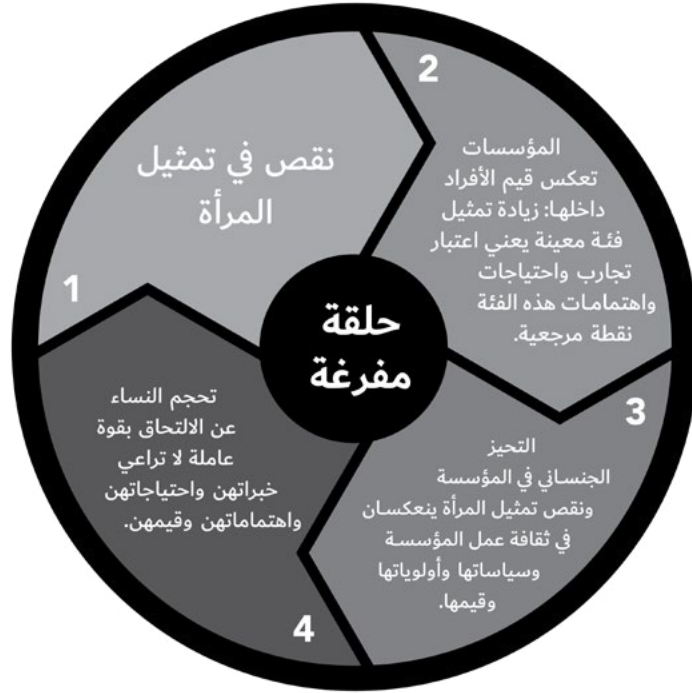 حلقة
مفرغة
1
نقص في تمثيل
المرأة
2
المؤسسات
تعكس قيم الأفراد
داخلها: زيادة تمثيل
فئة معينة يعني اعتبار
تجارب واحتياجات
واهتمامات هذه الفئة
نقطة مرجعية.
3
التحيز
الجنساني في المؤسسة
ونقص تمثيل المرأة ينعكسان
في ثقافة عمل المؤسسة
وسياساتها وأولوياتها
وقيمها.
4
تحجم النساء
عن الالتحاق بقوة
عاملة لا تراعي
خبراتهن واحتياجاتهن
واهتماماتهن وقيمهن.